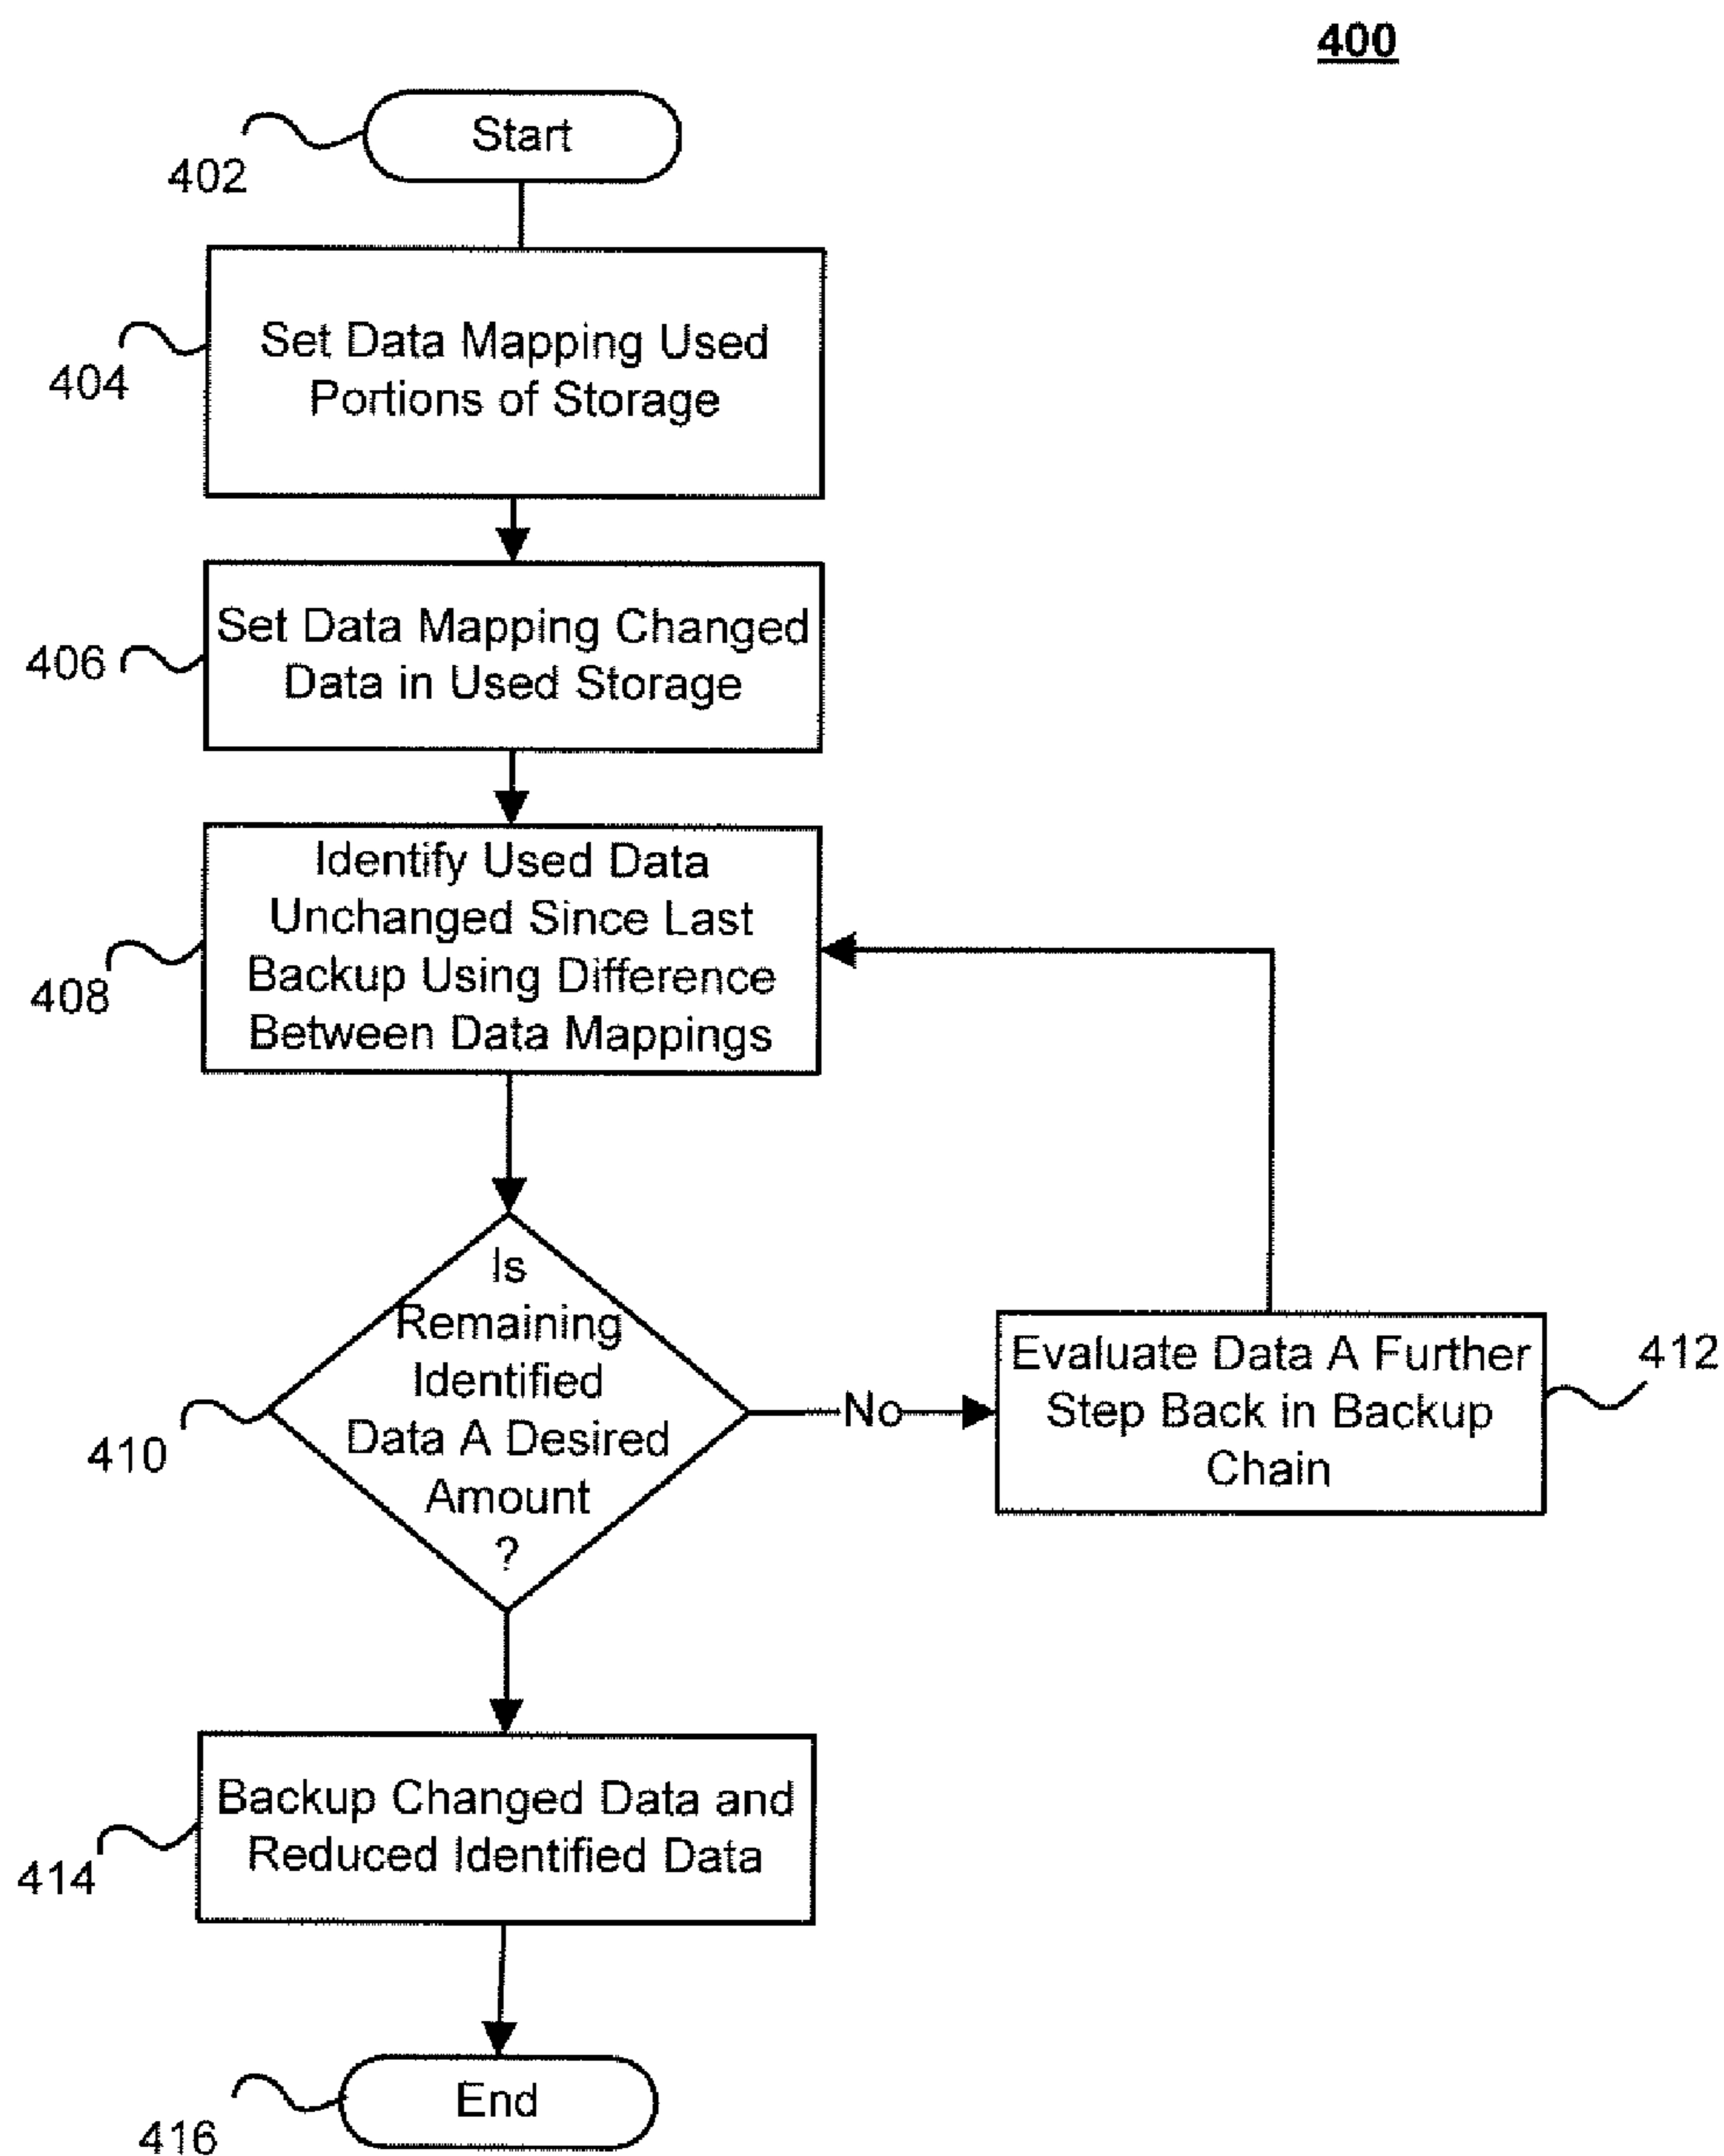 400
Start
402
Set Data Mapping Used
Portions of Storage
404
Set Data Mapping Changed
Data in Used Storage
406
Identify Used Data
Unchanged Since Last
Backup Using Difference
Between Data Mappings
408
Is
Remaining
Identified
Data A Desired
Amount
?
410
No
Evaluate Data A Further
Step Back in Backup
Chain
412
Backup Changed Data and
Reduced Identified Data
414
End
416